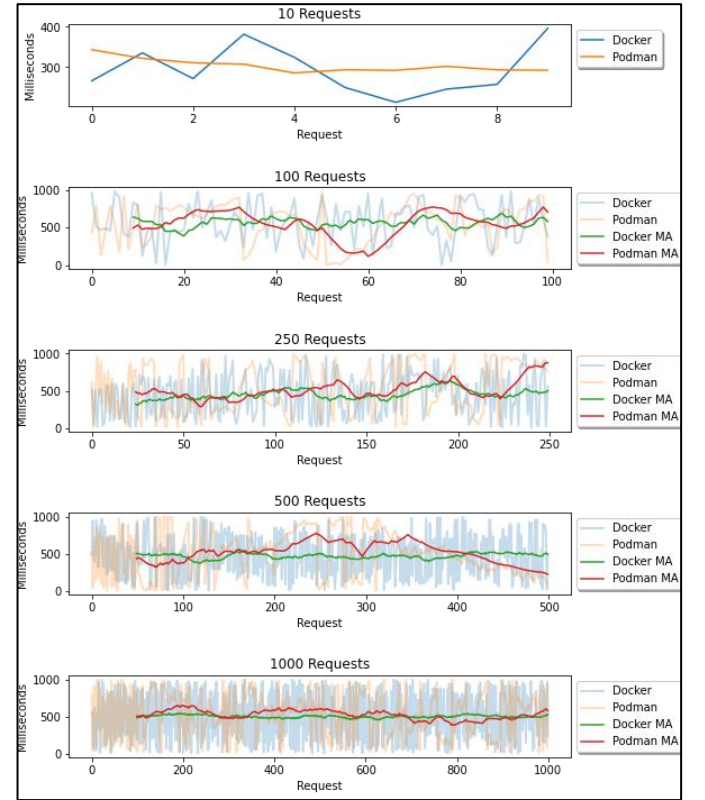 10 Requests
400
300
Milliseconds
0 2 4 6 8
Request
Docker
Podman
100 Requests
1000
500
0
Milliseconds
0 20 40 60 80 100
Request
Docker
Podman
Docker MA
Podman MA
250 Requests
1000
500
0
Milliseconds
0 50 100 150 200 250
Request
Docker
Podman
Docker MA
Podman MA
500 Requests
1000
500
0
Milliseconds
0 100 200 300 400 500
Request
Docker
Podman
Docker MA
Podman MA
1000 Requests
1000
500
0
Milliseconds
0 200 400 600 800 1000
Request
Docker
Podman
Docker MA
Podman MA